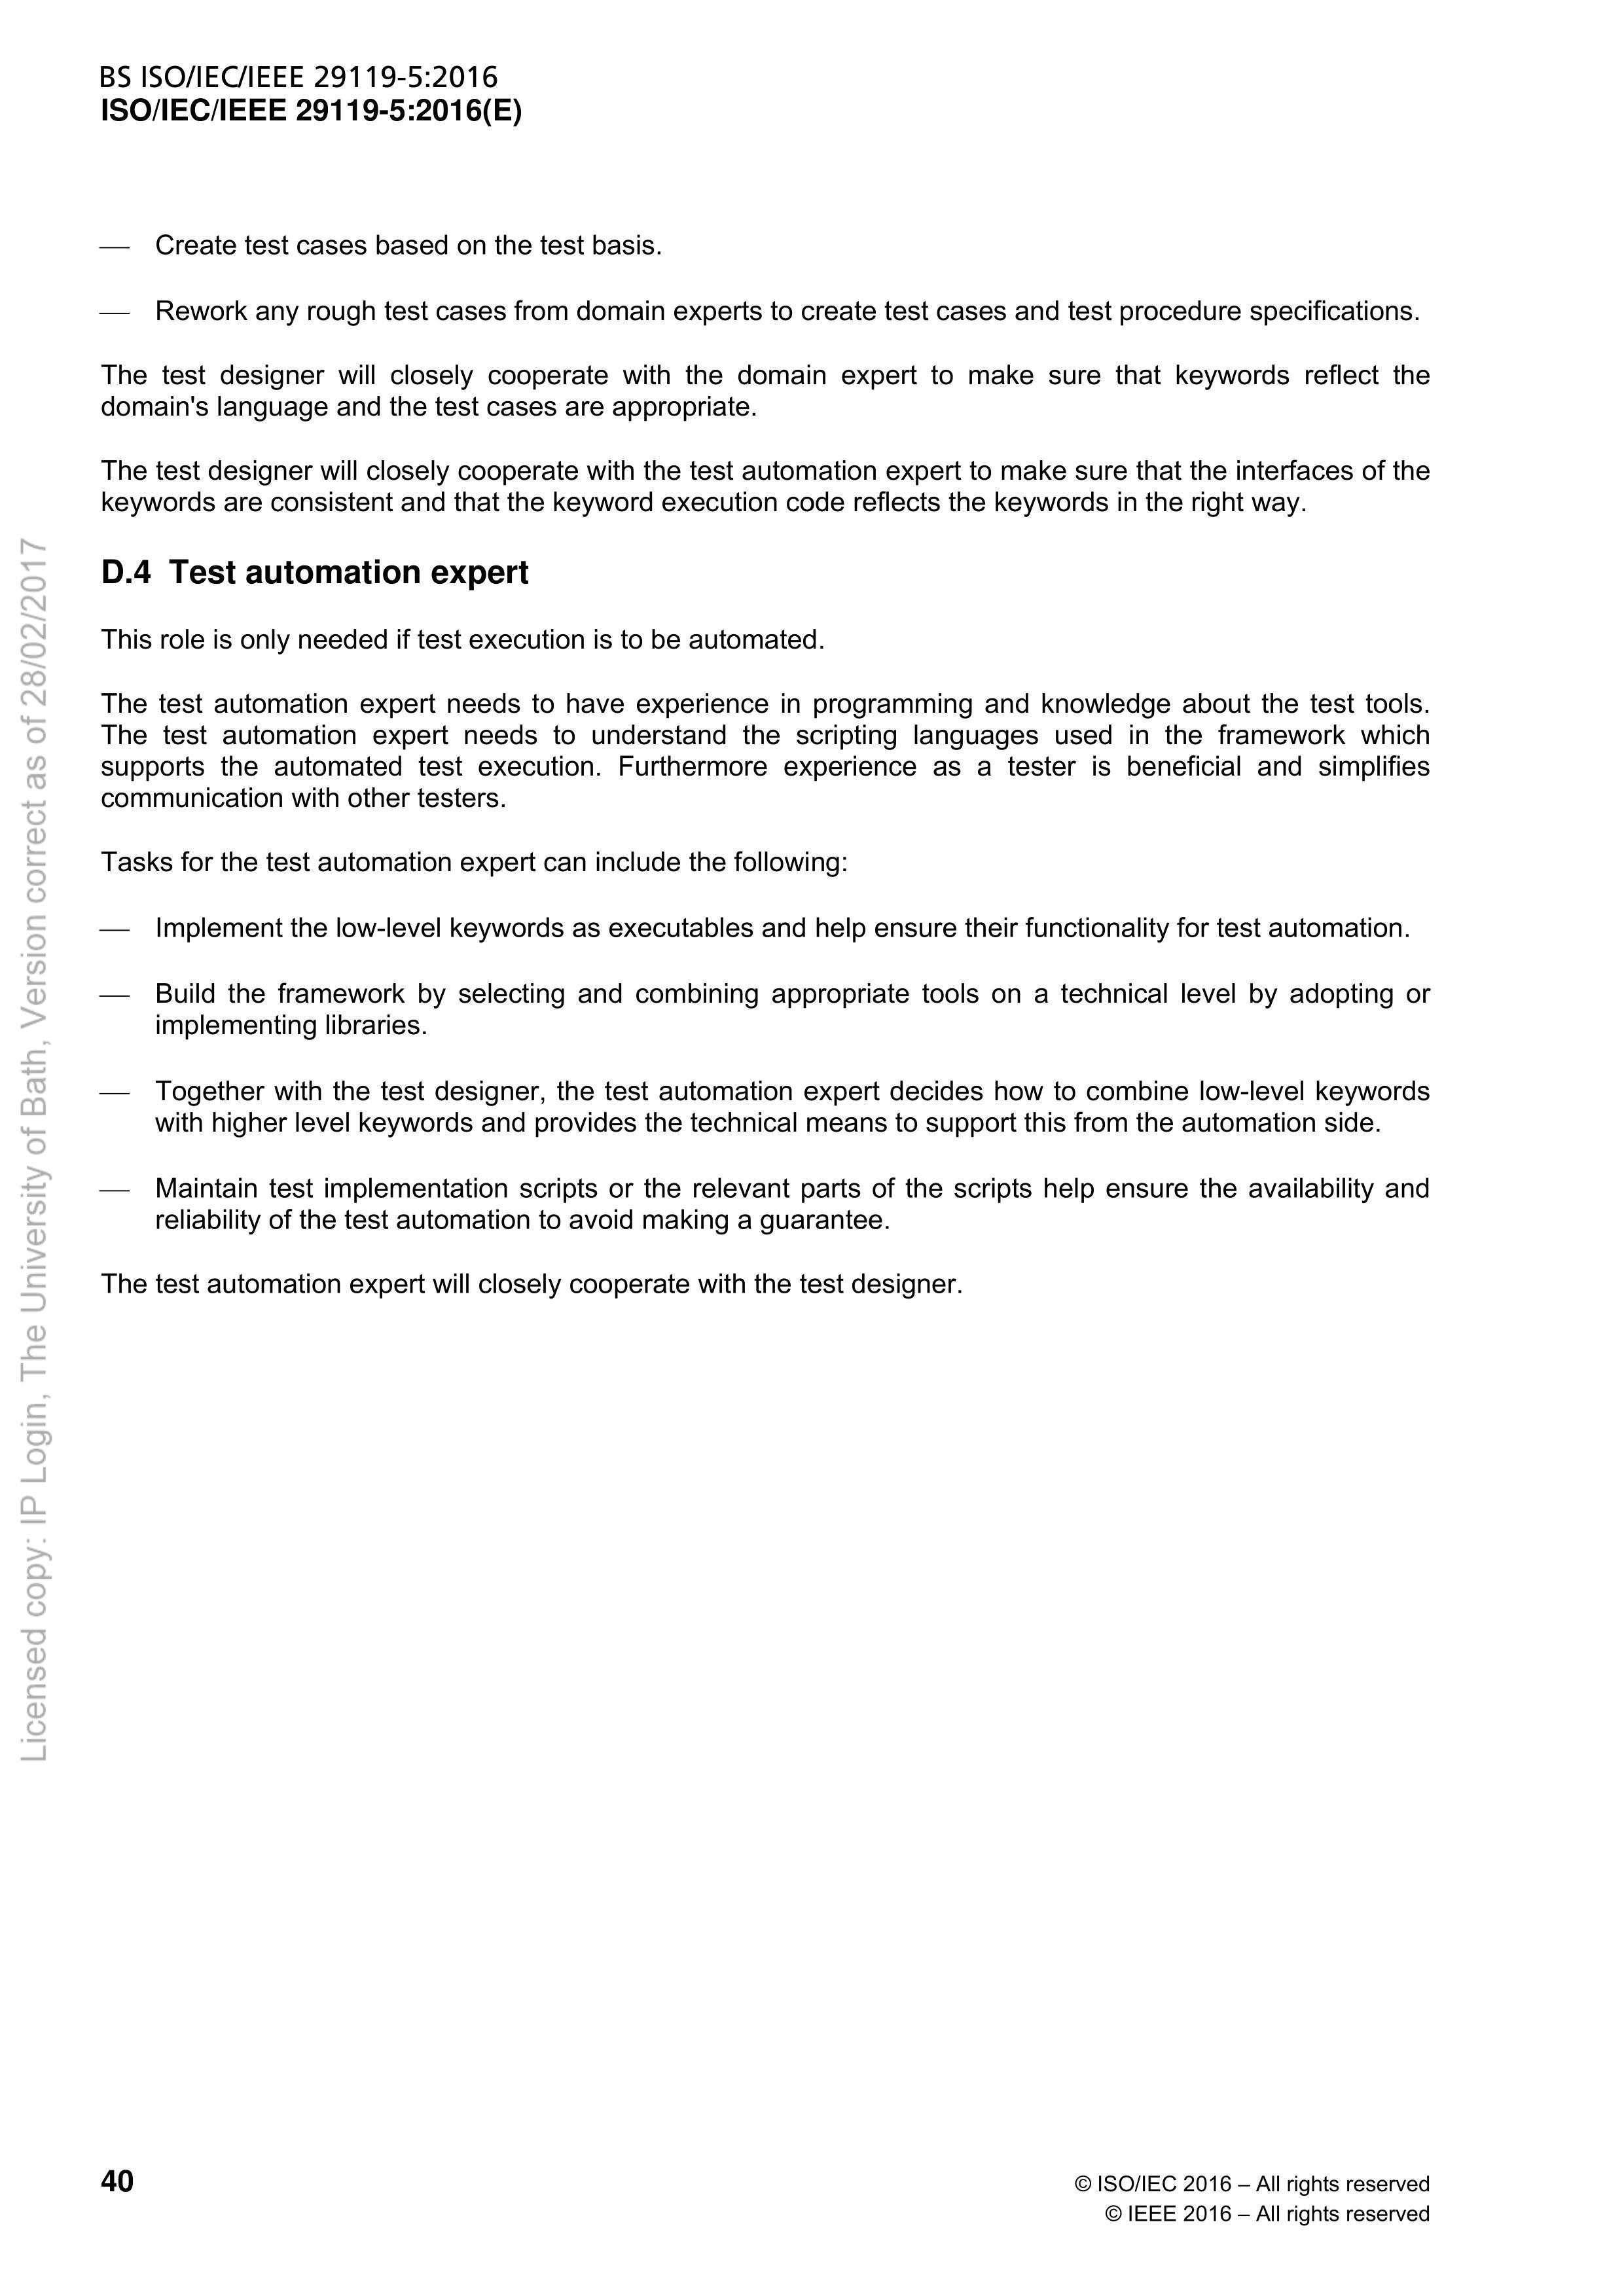 BS ISO/IEC/IEEE 29119-5:2016
ISO/IEC/IEEE 29119-5:2016(E)
— Create test cases based on the test basis.
— Rework any rough test cases from domain experts to create test cases and test procedure specifications.
The test designer will closely cooperate with the domain expert to make sure that keywords reflect the
domain's language and the test cases are appropriate.
The test designer will closely cooperate with the test automation expert to make sure that the interfaces of the
keywords are consistent and that the keyword execution code reflects the keywords in the right way.
D.4 Test automation expert
This role is only needed if test execution is to be automated.
The test automation expert needs to have experience in programming and knowledge about the test tools.
The test automation expert needs to understand the scripting languages used in the framework which
supports the automated test execution. Furthermore experience as a tester is beneficial and simplifies
communication with other testers.
Tasks for the test automation expert can include the following:
— Implement the low-level keywords as executables and help ensure their functionality for test automation.
— Build the framework by selecting and combining appropriate tools on a technical level by adopting or
implementing libraries.
— Together with the test designer, the test automation expert decides how to combine low-level keywords
with higher level keywords and provides the technical means to support this from the automation side.
— Maintain test implementation scripts or the relevant parts of the scripts help ensure the availability and
reliability of the test automation to avoid making a guarantee.
The test automation expert will closely cooperate with the test designer.
Licensed copy: IP Login, The University of Bath, Version correct as of 28/02/2017
40
© ISO/IEC 2016 – All rights reserved
© IEEE 2016 – All rights reserved